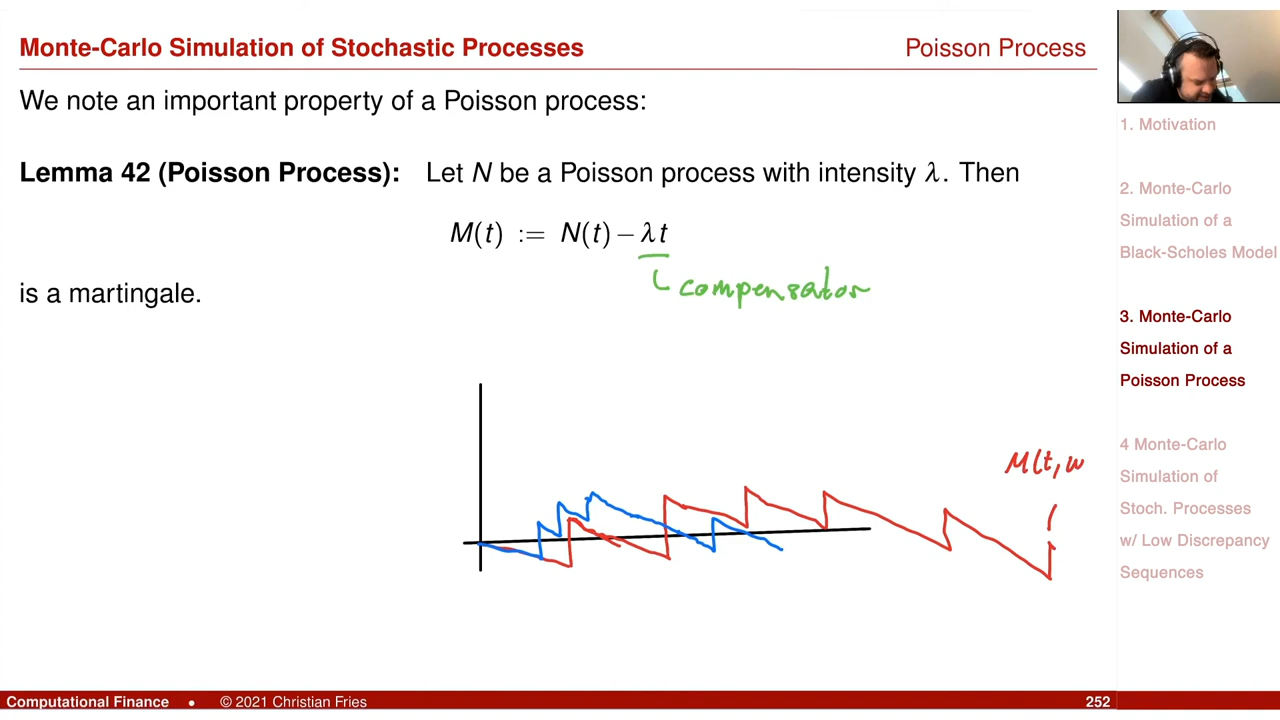 Monte-Carlo Simulation of Stochastic Processes
Poisson Process
We note an important property of a Poisson process:
Lemma 42 (Poisson Process): Let N be a Poisson process with intensity λ. Then
M(t) := N(t) − λt
compensator
is a martingale.
M(t, ω
1. Motivation
2. Monte-Carlo
Simulation of a
Black-Scholes Model
3. Monte-Carlo
Simulation of a
Poisson Process
4 Monte-Carlo
Simulation of
Stoch. Processes
w/ Low Discrepancy
Sequences
Computational Finance • © 2021 Christian Fries
252